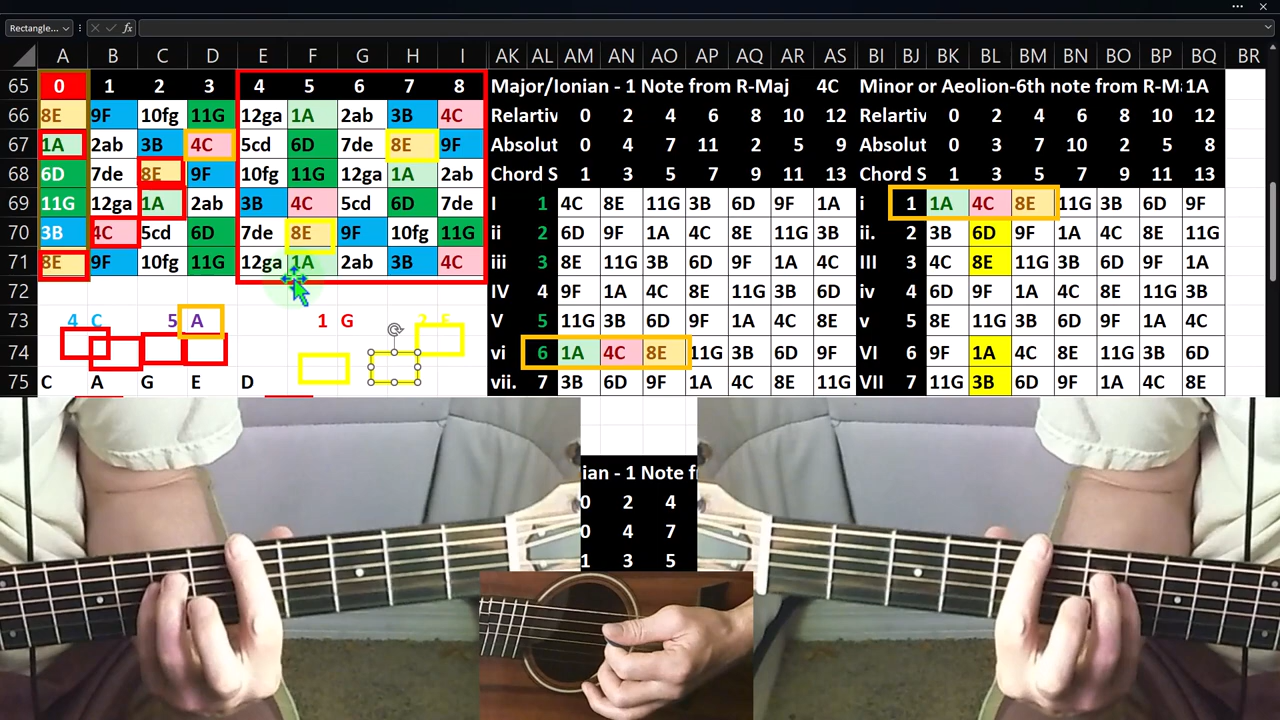 Rectangle... fx
A B C D E F G H I AK AL AM AN AO AP AQ AR AS BI BJ BK BL BM BN BO BP BQ BR
65 0 1 2 3 4 5 6 7 8 Major/Ionian - 1 Note from R-Maj 4C Minor or Aeolion-6th note from R-M 1A
66 8E 9F 10fg 11G 12ga 1A 2ab 3B 4C Relartiv 0 2 4 6 8 10 12 Relartiv 0 2 4 6 8 10 12
67 1A 2ab 3B 4C 5cd 6D 7de 8E 9F Absolut 0 4 7 11 2 5 9 Absolut 0 3 7 10 2 5 8
68 6D 7de 8E 9F 10fg 11G 12ga 1A 2ab Chord S 1 3 5 7 9 11 13 Chord S 1 3 5 7 9 11 13
69 11G 12ga 1A 2ab 3B 4C 5cd 6D 7de I 1 4C 8E 11G 3B 6D 9F 1A i 1 1A 4C 8E 11G 3B 6D 9F
70 3B 4C 5cd 6D 7de 8E 9F 10fg 11G ii 2 6D 9F 1A 4C 8E 11G 3B ii. 2 3B 6D 9F 1A 4C 8E 11G
71 8E 9F 10fg 11G 12ga 1A 2ab 3B 4C iii 3 8E 11G 3B 6D 9F 1A 4C III 3 4C 8E 11G 3B 6D 9F 1A
72 IV 4 9F 1A 4C 8E 11G 3B 6D iv 4 6D 9F 1A 4C 8E 11G 3B
73 4 C 5 A 1 G 2 E V 5 11G 3B 6D 9F 1A 4C 8E v 5 8E 11G 3B 6D 9F 1A 4C
74 vi 6 1A 4C 8E 11G 3B 6D 9F VI 6 9F 1A 4C 8E 11G 3B 6D
75 C A G E D vii. 7 3B 6D 9F 1A 4C 8E 11G VII 7 11G 3B 6D 9F 1A 4C 8E
ian - 1 Note fr
0 2 4
0 4 7
1 3 5